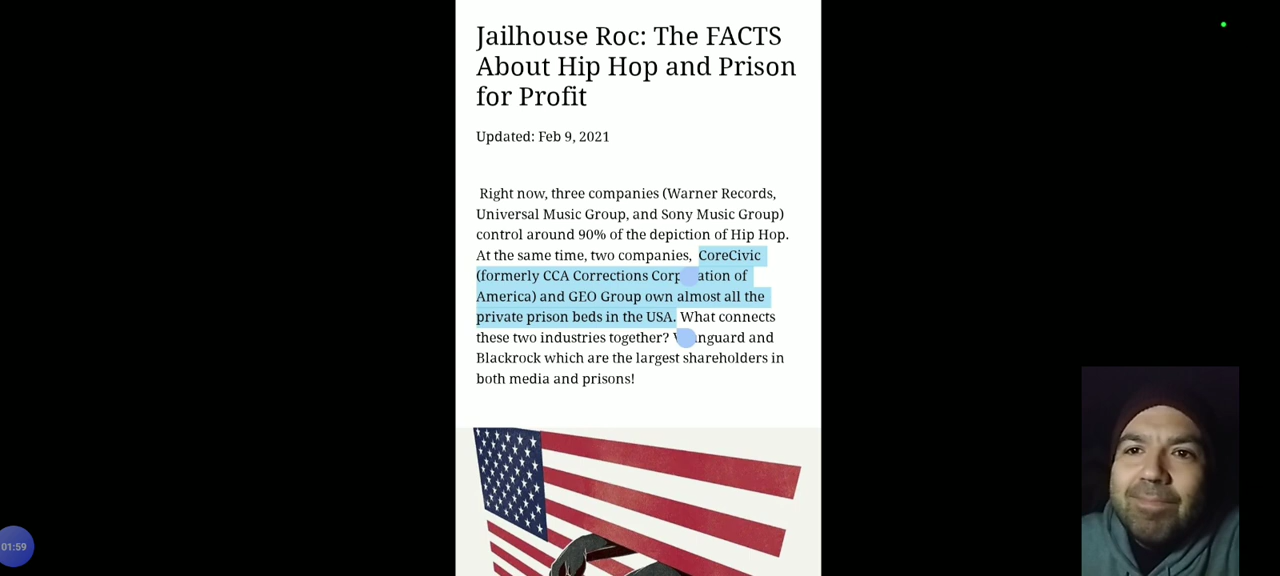 Jailhouse Roc: The FACTS
About Hip Hop and Prison
for Profit
Updated: Feb 9, 2021
Right now, three companies (Warner Records,
Universal Music Group, and Sony Music Group)
control around 90% of the depiction of Hip Hop.
At the same time, two companies, CoreCivic
(formerly CCA Corrections Corporation of
America) and GEO Group own almost all the
private prison beds in the USA. What connects
these two industries together? Vanguard and
Blackrock which are the largest shareholders in
both media and prisons!
01:59